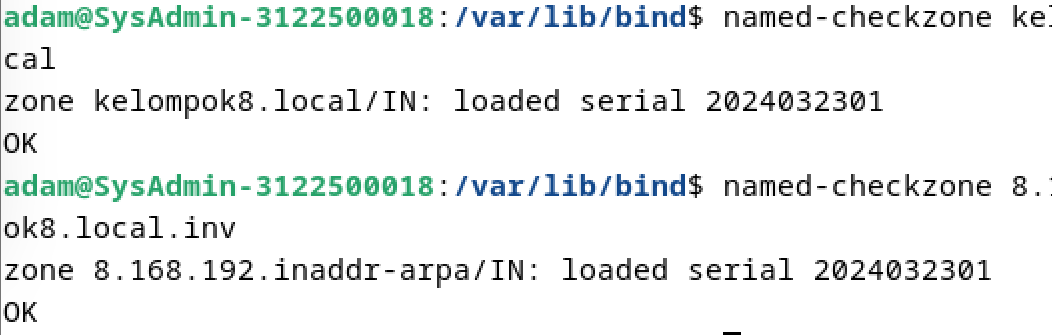 adam@SysAdmin-3122500018:/var/lib/bind$ named-checkzone kel
cal
zone kelompok8.local/IN: loaded serial 2024032301
OK
adam@SysAdmin-3122500018:/var/lib/bind$ named-checkzone 8.1
ok8.local.inv
zone 8.168.192.inaddr-arpa/IN: loaded serial 2024032301
OK